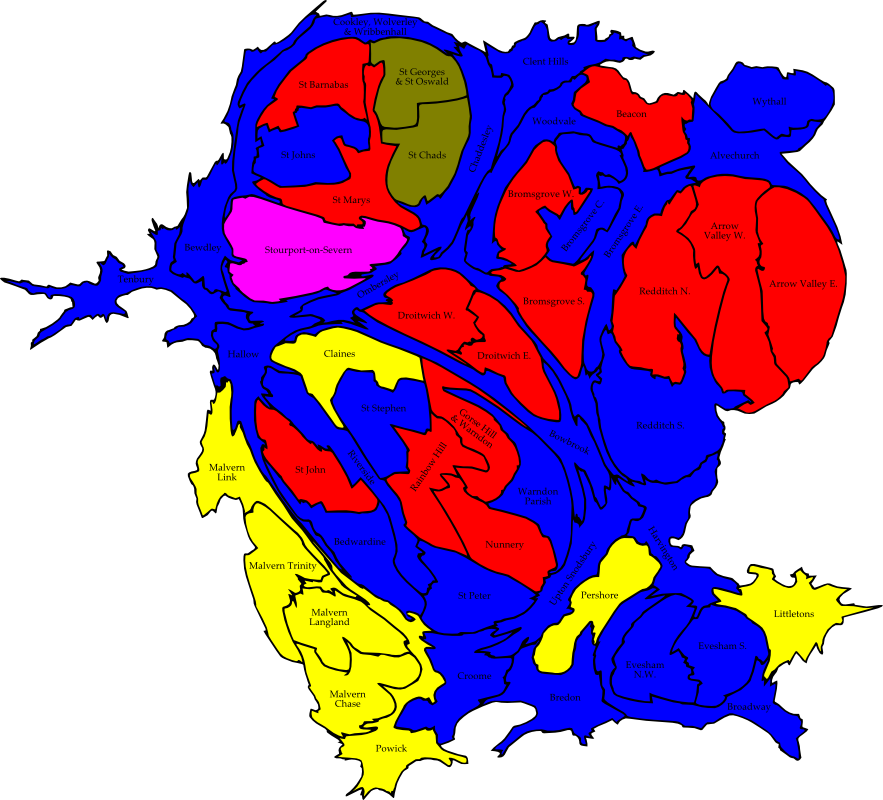 Cookley, Wolverley
& Wribbenhall
Clent Hills
St Georges
& St Oswald
St Barnabas
Wythall
Beacon
Woodvale
Chaddesley
St Johns
St Chads
Alvechurch
Bromsgrove W.
St Marys
Bromsgrove C.
Bromsgrove E.
Arrow
Valley W.
Bewdley
Stourport-on-Severn
Tenbury
Ombersley
Redditch N.
Arrow Valley E.
Bromsgrove S.
Droitwich W.
Hallow
Claines
Droitwich E.
St Stephen
Gorse Hill
& Warndon
Redditch S.
Bowbrook
Rainbow Hill
Riverside
Malvern
Link
St John
Warndon
Parish
Bedwardine
Nunnery
Harvington
Malvern Trinity
Upton Snodsbury
Pershore
St Peter
Malvern
Langland
Littletons
Evesham S.
Evesham
N.W.
Croome
Malvern
Chase
Bredon
Broadway
Powick